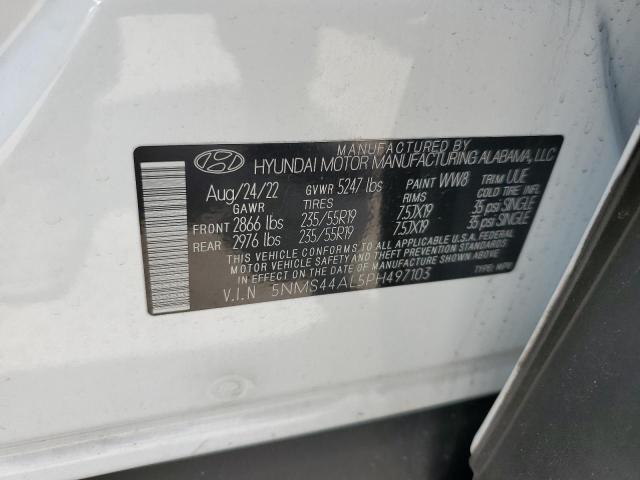 MANUFACTURED BY
HYUNDAI MOTOR MANUFACTURING ALABAMA, LLC
Aug/24/22 GVWR 5247 lbs PAINT WW8 TRIM UUE
GAWR TIRES RIMS COLD TIRE INFL
FRONT 2866 lbs 235/55R19 7.5JX19 35 psi SINGLE
REAR 2976 lbs 235/55R19 7.5JX19 35 psi SINGLE
THIS VEHICLE CONFORMS TO ALL APPLICABLE U.S.A. FEDERAL
MOTOR VEHICLE SAFETY, AND THEFT PREVENTION STANDARDS
IN EFFECT ON THE DATE OF MANUFACTURE SHOWN ABOVE
V.I.N 5NMS44AL5PH497103 TYPE: MPV